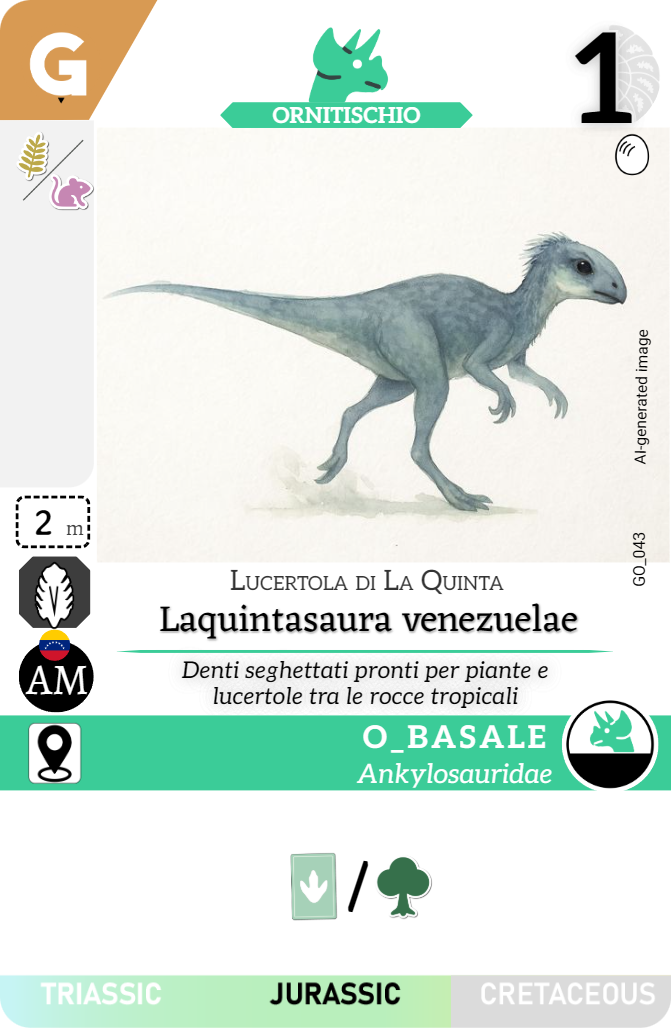 G
ORNITISCHIO
1
AI-generated image
2 m
GO_043
Lucertola di La Quinta
Laquintasaura venezuelae
AM
Denti seghettati pronti per piante e
lucertole tra le rocce tropicali
O_BASALE
Ankylosauridae
/
TRIASSIC JURASSIC CRETACEOUS